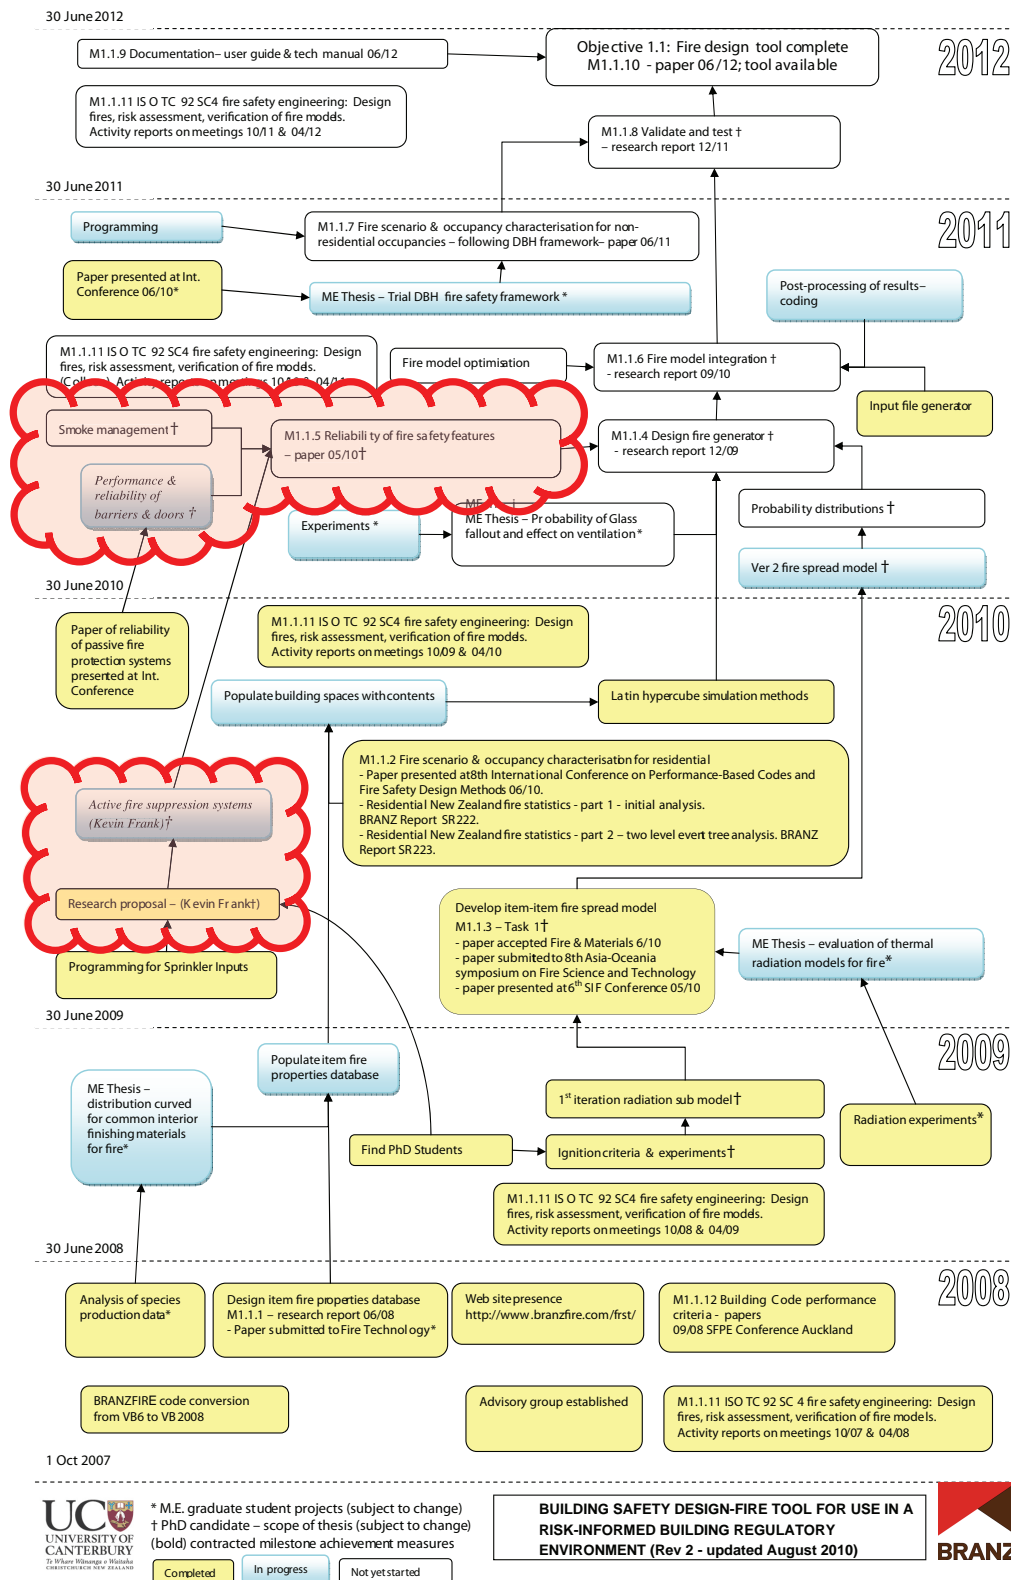 30 June 2012
M1.1.9 Documentation– user guide & tech manual 06/12
Objective 1.1: Fire design tool complete
M1.1.10 - paper 06/12; tool available
2012
M1.1.11 IS O TC 92 SC4 fire safety engineering: Design
fires, risk assessment, verification of fire models.
Activity reports on meetings 10/11 & 04/12
M1.1.8 Validate and test †
– research report 12/11
30 June 2011
2011
Programming
M1.1.7 Fire scenario & occupancy characterisation for non-
residential occupancies – following DBH framework– paper 06/11
Paper presented at Int.
Conference 06/10*
ME Thesis – Trial DBH fire safety framework *
Post-processing of results–
coding
M1.1.11 IS O TC 92 SC4 fire safety engineering: Design
fires, risk assessment, verification of fire models.
Activity reports on meetings
Fire model optimisation
M1.1.6 Fire model integration †
- research report 09/10
Input file generator
Smoke management †
M1.1.5 Reliability of fire safety features
– paper 05/10†
M1.1.4 Design fire generator †
- research report 12/09
Performance &
reliability of
barriers & doors †
Experiments *
ME Thesis – Probability of Glass
fallout and effect on ventilation *
Probability distributions †
Ver 2 fire spread model †
30 June 2010
2010
M1.1.11 IS O TC 92 SC4 fire safety engineering: Design
fires, risk assessment, verification of fire models.
Activity reports on meetings 10/09 & 04/10
Paper of reliability
of passive fire
protection systems
presented at Int.
Conference
Populate building spaces with contents
Latin hypercube simulation methods
M1.1.2 Fire scenario & occupancy characterisation for residential
- Paper presented at 8th International Conference on Performance-Based Codes and
Fire Safety Design Methods 06/10.
- Residential New Zealand fire statistics - part 1 - initial analysis.
BRANZ Report SR222.
- Residential New Zealand fire statistics - part 2 – two level event tree analysis. BRANZ
Report SR223.
Active fire suppression systems
(Kevin Frank)†
Research proposal – (Kevin Frank†)
Programming for Sprinkler Inputs
Develop item-item fire spread model
M1.1.3 – Task 1†
- paper accepted Fire & Materials 6/10
- paper submited to 8th Asia-Oceania
symposium on Fire Science and Technology
- paper presented at 6th SIF Conference 05/10
ME Thesis – evaluation of thermal
radiation models for fire*
30 June 2009
2009
Populate item fire
properties database
ME Thesis –
distribution curved
for common interior
finishing materials
for fire*
1st iteration radiation sub model†
Radiation experiments*
Find PhD Students
Ignition criteria & experiments†
M1.1.11 IS O TC 92 SC4 fire safety engineering: Design
fires, risk assessment, verification of fire models.
Activity reports on meetings 10/08 & 04/09
30 June 2008
2008
Analysis of species
production data*
Design item fire properties database
M1.1.1 – research report 06/08
- Paper submitted to Fire Technology*
Web site presence
http://www.branzfire.com/frst/
M1.1.12 Building Code performance
criteria - papers
09/08 SFPE Conference Auckland
BRANZFIRE code conversion
from VB6 to VB2008
Advisory group established
M1.1.11 ISO TC 92 SC 4 fire safety engineering: Design
fires, risk assessment, verification of fire models.
Activity reports on meetings 10/07 & 04/08
1 Oct 2007
UC
UNIVERSITY OF
CANTERBURY
Te Whare Wānanga o Waitaha
CHRISTCHURCH NEW ZEALAND
* M.E. graduate student projects (subject to change)
† PhD candidate – scope of thesis (subject to change)
(bold) contracted milestone achievement measures
Completed
In progress
Not yet started
BUILDING SAFETY DESIGN-FIRE TOOL FOR USE IN A
RISK-INFORMED BUILDING REGULATORY
ENVIRONMENT (Rev 2 - updated August 2010)
BRANZ